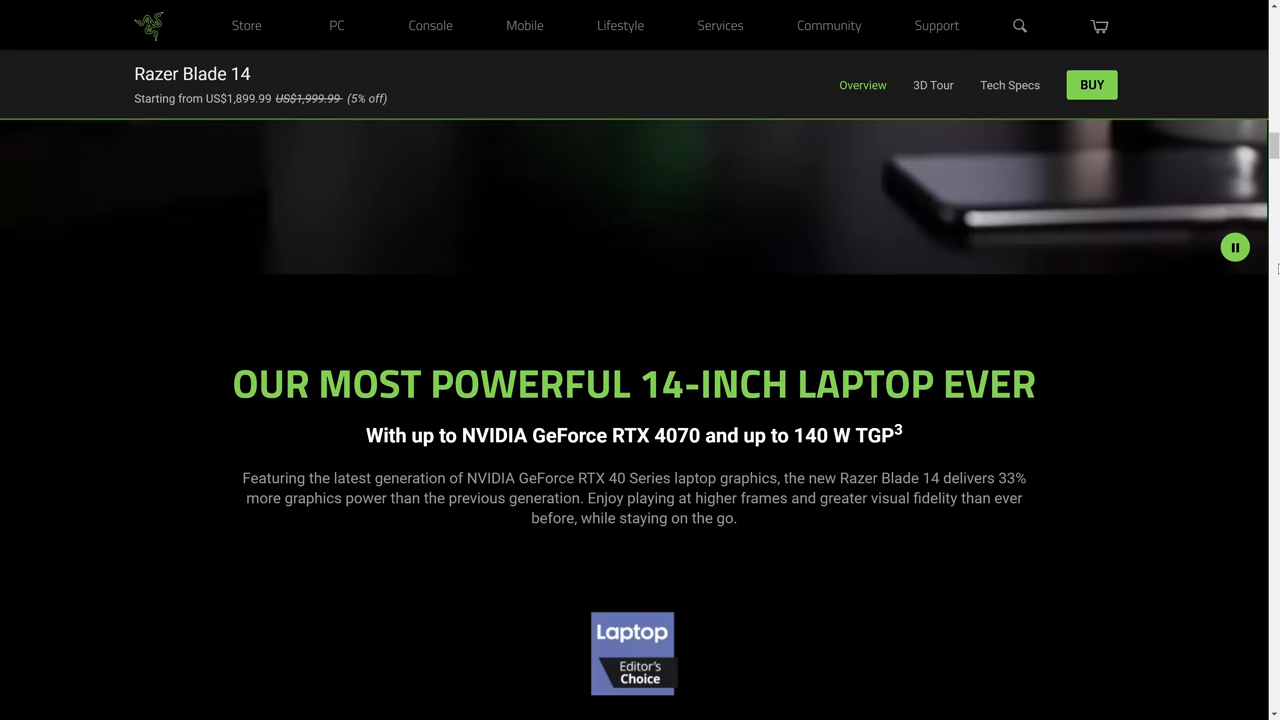 Store PC Console Mobile Lifestyle Services Community Support
Razer Blade 14
Starting from US$1,899.99 US$1,999.99 (5% off)
Overview 3D Tour Tech Specs BUY
OUR MOST POWERFUL 14-INCH LAPTOP EVER
With up to NVIDIA GeForce RTX 4070 and up to 140 W TGP3
Featuring the latest generation of NVIDIA GeForce RTX 40 Series laptop graphics, the new Razer Blade 14 delivers 33%
more graphics power than the previous generation. Enjoy playing at higher frames and greater visual fidelity than ever
before, while staying on the go.
Laptop
Editor's
Choice